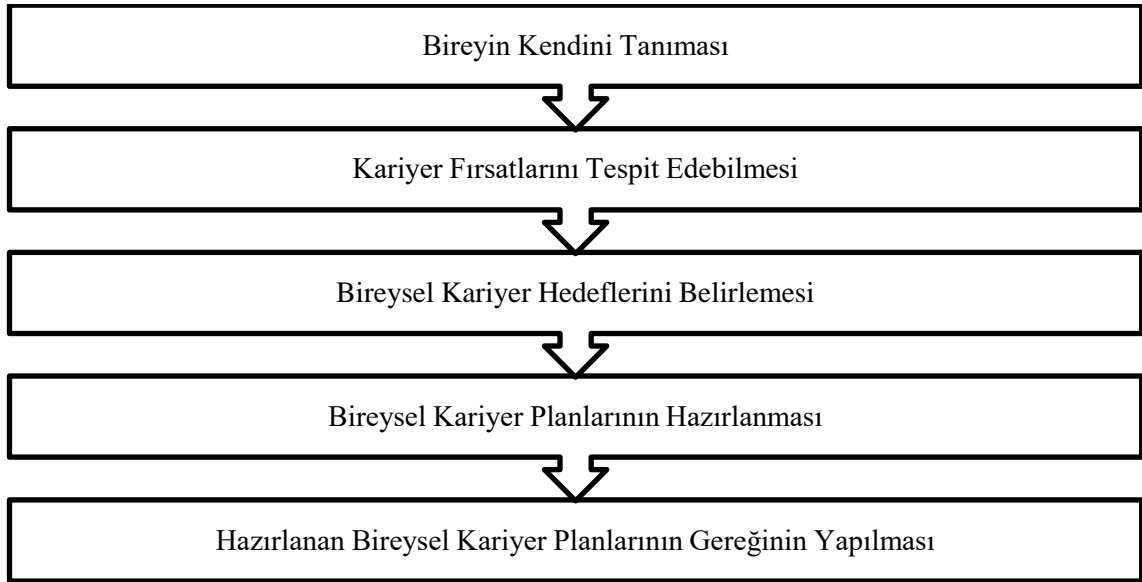 Bireyin Kendini Tanıması
Kariyer Fırsatlarını Tespit Edebilmesi
Bireysel Kariyer Hedeflerini Belirlemesi
Bireysel Kariyer Planlarının Hazırlanması
Hazırlanan Bireysel Kariyer Planlarının Gereğinin Yapılması